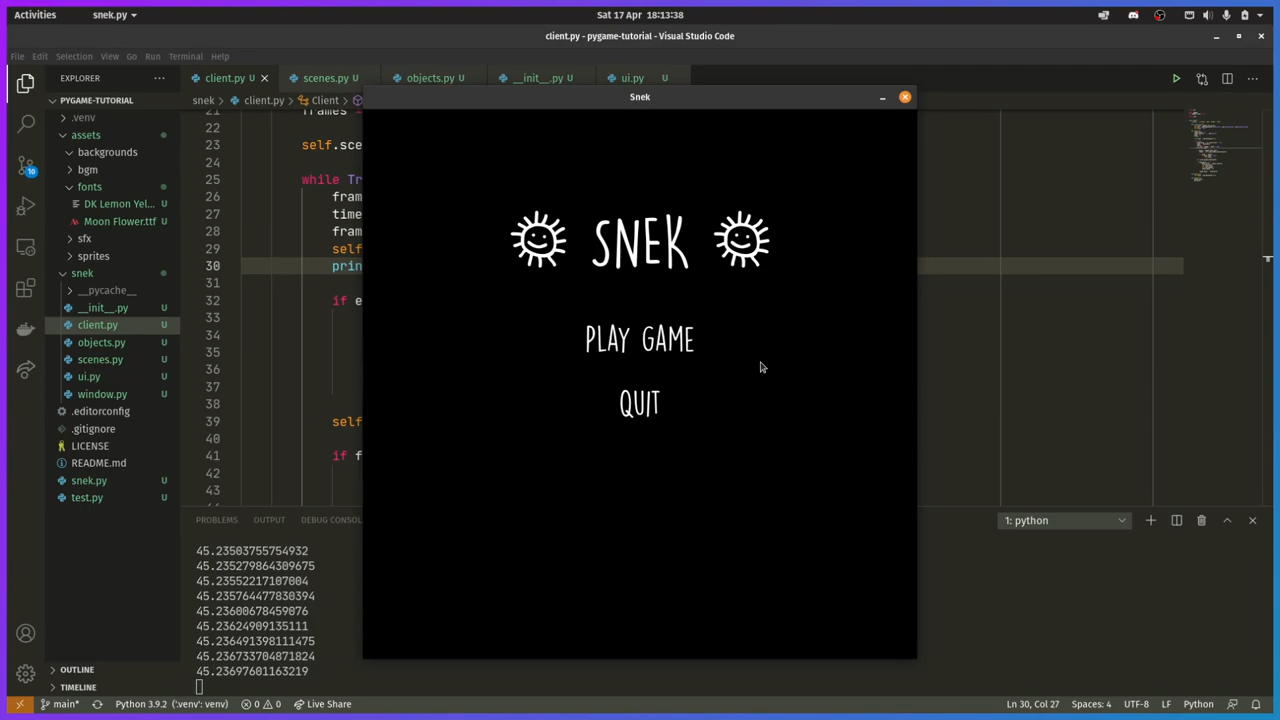 Activities
snek.py
Sat 17 Apr 18:13:38
client.py - pygame-tutorial - Visual Studio Code
File Edit Selection View Go Run Terminal Help
EXPLORER
client.py U
scenes.py U
objects.py U
__init__.py U
ui.py U
PYGAME-TUTORIAL
snek > client.py > Client
Snek
.venv
assets
backgrounds
bgm
fonts
DK Lemon Yel... U
Moon Flower.ttf U
sfx
sprites
snek
__pycache__
__init__.py U
client.py U
objects.py U
scenes.py U
ui.py U
window.py U
.editorconfig
.gitignore
LICENSE
README.md
snek.py U
test.py U
OUTLINE
TIMELINE
10
21 frames
22
23 self.sce
24
25 while Tr
26 fram
27 time
28 fram
29 self
30 prin
31
32 if e
33
34
35
36
37
38
39 self
40
41 if f
42
43
SNEK
PLAY GAME
QUIT
PROBLEMS OUTPUT DEBUG CONSOL
1: python
45.23503755754932
45.235279864309675
45.23552217107004
45.235764477830394
45.23600678459076
45.23624909135111
45.236491398111475
45.236733704871824
45.23697601163219
main* Python 3.9.2 ('.venv': venv) 0 0 Live Share
Ln 30, Col 27 Spaces: 4 UTF-8 LF Python